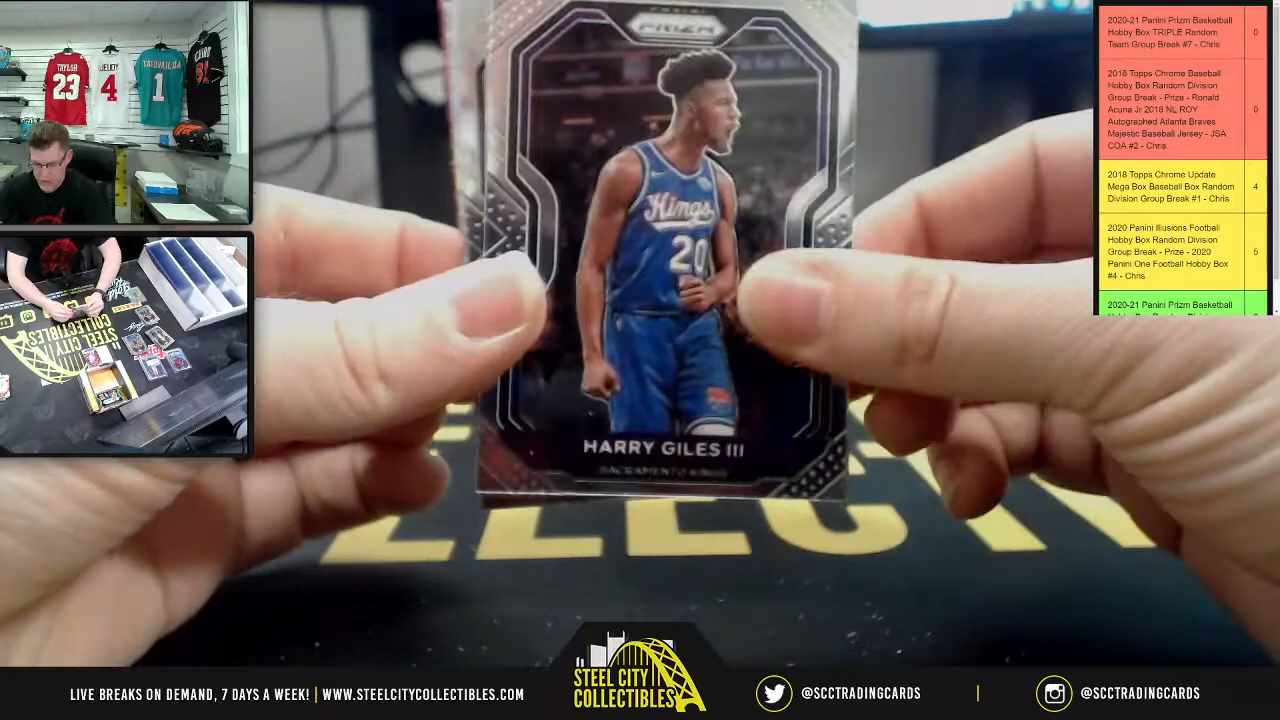 TAYLOR
23
JEUDY
4
TAGOVAILOA
1
STEEL CITY
COLLECTIBLES
PANINI
PRIZM
Kings
20
HARRY GILES III
SACRAMENTO KINGS
2020-21 Panini Prizm Basketball
Hobby Box TRIPLE Random
Team Group Break #7 - Chris
0
2018 Topps Chrome Baseball
Hobby Box Random Division
Group Break - Prize - Ronald
Acuna Jr 2018 NL ROY
Autographed Atlanta Braves
Majestic Baseball Jersey - JSA
COA #2 - Chris
0
2018 Topps Chrome Update
Mega Box Baseball Box Random
Division Group Break #1 - Chris
4
2020 Panini Illusions Football
Hobby Box Random Division
Group Break - Prize - 2020
Panini One Football Hobby Box
#4 - Chris
5
2020-21 Panini Prizm Basketball
LIVE BREAKS ON DEMAND, 7 DAYS A WEEK! | WWW.STEELCITYCOLLECTIBLES.COM
STEEL CITY
COLLECTIBLES
@SCCTRADINGCARDS | @SCCTRADINGCARDS